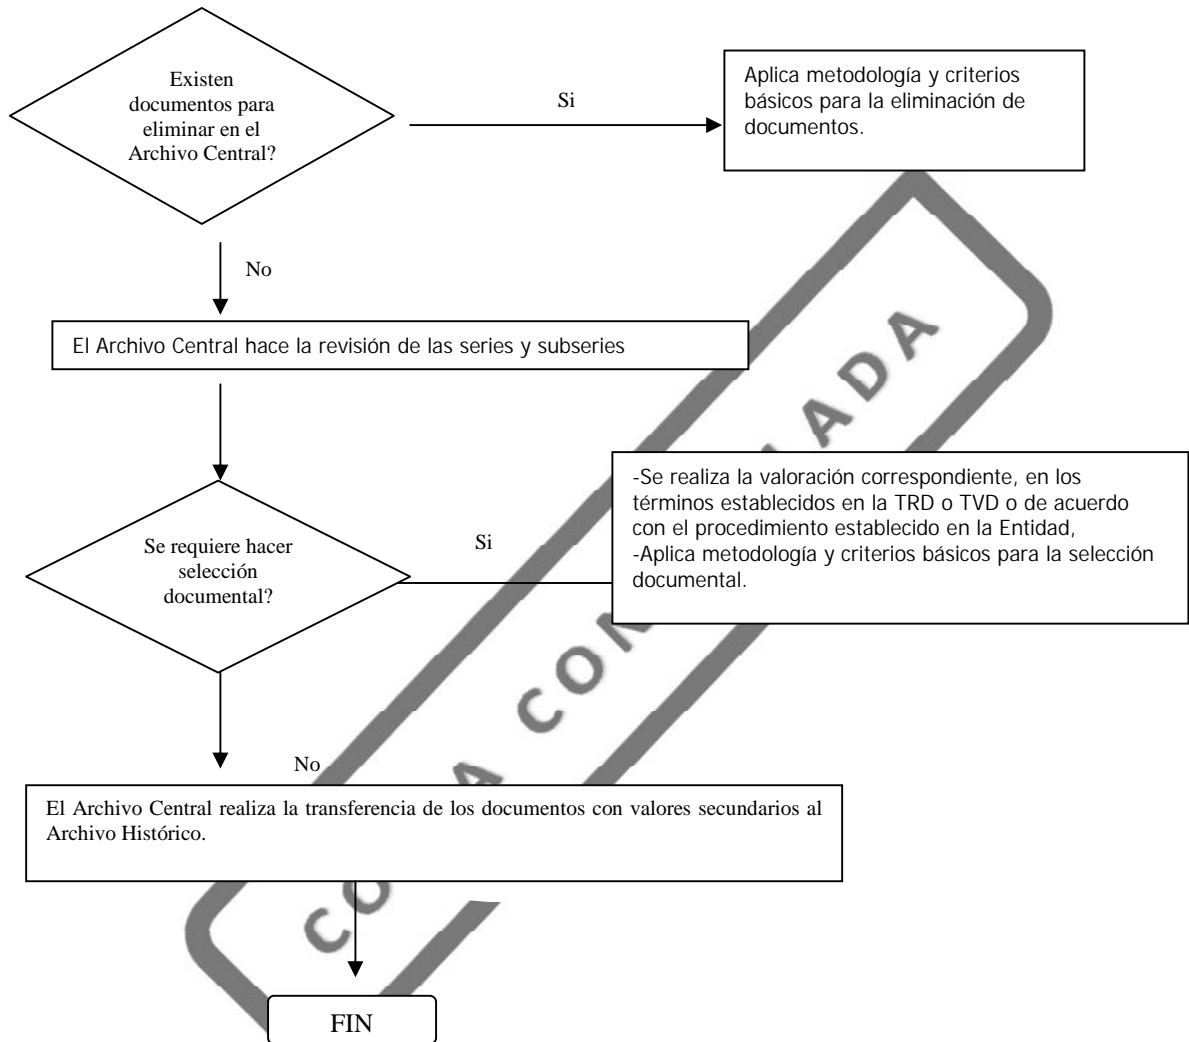 Existen
documentos para
eliminar en el
Archivo Central?
Si
Aplica metodología y criterios
básicos para la eliminación de
documentos.
No
El Archivo Central hace la revisión de las series y subseries
Se requiere hacer
selección
documental?
Si
-Se realiza la valoración correspondiente, en los
términos establecidos en la TRD o TVD o de acuerdo
con el procedimiento establecido en la Entidad,
-Aplica metodología y criterios básicos para la selección
documental.
No
El Archivo Central realiza la transferencia de los documentos con valores secundarios al
Archivo Histórico.
FIN